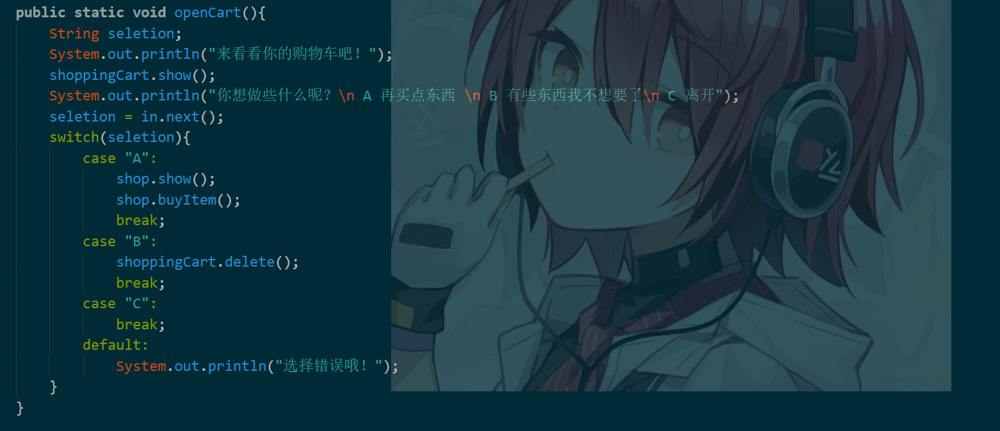 public static void openCart(){
    String seletion;
    System.out.println("来看看你的购物车吧！");
    shoppingCart.show();
    System.out.println("你想做些什么呢？\n A 再买点东西 \n B 有些东西我不想要了\n C 离开");
    seletion = in.next();
    switch(seletion){
        case "A":
            shop.show();
            shop.buyItem();
            break;
        case "B":
            shoppingCart.delete();
            break;
        case "C":
            break;
        default:
            System.out.println("选择错误哦！");
    }
}